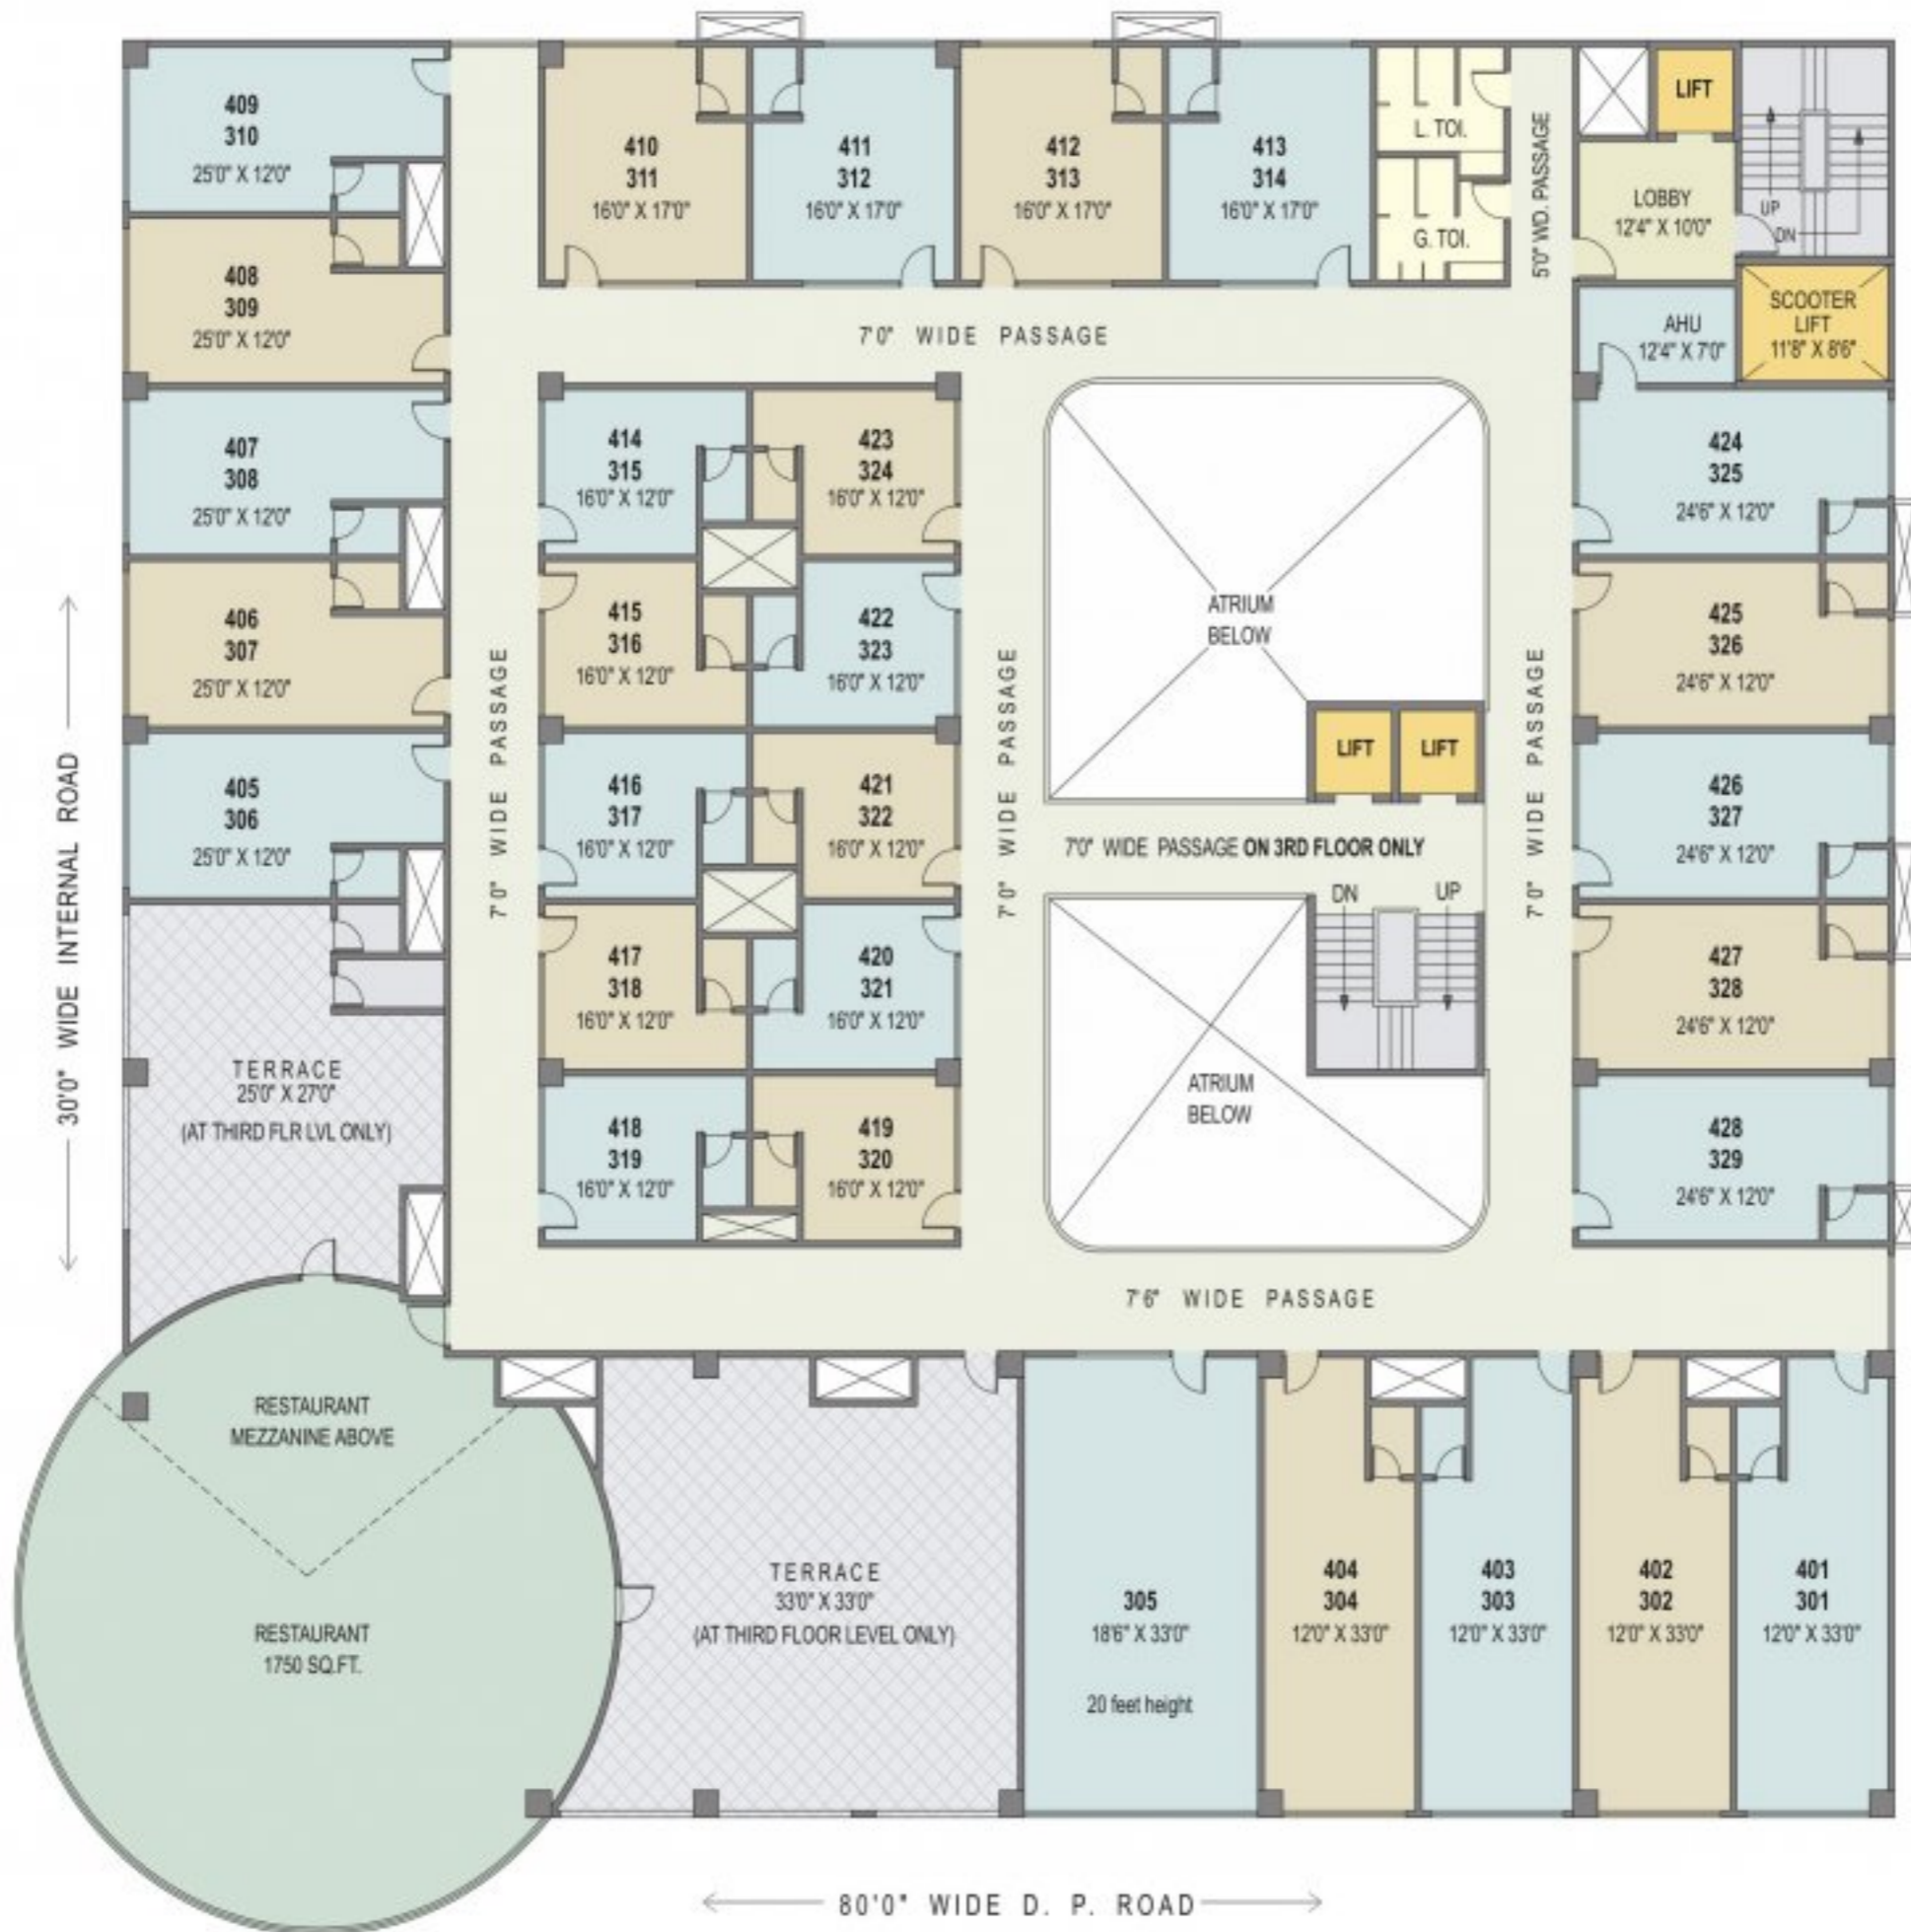 409
310
25'0" X 12'0"
410
311
16'0" X 17'0"
411
312
16'0" X 17'0"
412
313
16'0" X 17'0"
413
314
16'0" X 17'0"
L. TOI.
G. TOI.
5'0" WD. PASSAGE
LIFT
LOBBY
12'4" X 10'0"
UP
DN
408
309
25'0" X 12'0"
7'0" WIDE PASSAGE
AHU
12'4" X 7'0"
SCOOTER
LIFT
11'8" X 8'6"
407
308
25'0" X 12'0"
414
315
16'0" X 12'0"
423
324
16'0" X 12'0"
424
325
24'6" X 12'0"
406
307
25'0" X 12'0"
415
316
16'0" X 12'0"
422
323
16'0" X 12'0"
ATRIUM
BELOW
425
326
24'6" X 12'0"
30'0" WIDE INTERNAL ROAD
7'0" WIDE PASSAGE
7'0" WIDE PASSAGE
7'0" WIDE PASSAGE
LIFT
LIFT
405
306
25'0" X 12'0"
416
317
16'0" X 12'0"
421
322
16'0" X 12'0"
426
327
24'6" X 12'0"
7'0" WIDE PASSAGE ON 3RD FLOOR ONLY
DN
UP
417
318
16'0" X 12'0"
420
321
16'0" X 12'0"
427
328
24'6" X 12'0"
TERRACE
25'0" X 27'0"
(AT THIRD FLR LVL ONLY)
ATRIUM
BELOW
418
319
16'0" X 12'0"
419
320
16'0" X 12'0"
428
329
24'6" X 12'0"
7'6" WIDE PASSAGE
RESTAURANT
MEZZANINE ABOVE
RESTAURANT
1750 SQ.FT.
TERRACE
33'0" X 33'0"
(AT THIRD FLOOR LEVEL ONLY)
305
18'6" X 33'0"
20 feet height
404
304
12'0" X 33'0"
403
303
12'0" X 33'0"
402
302
12'0" X 33'0"
401
301
12'0" X 33'0"
80'0" WIDE D. P. ROAD